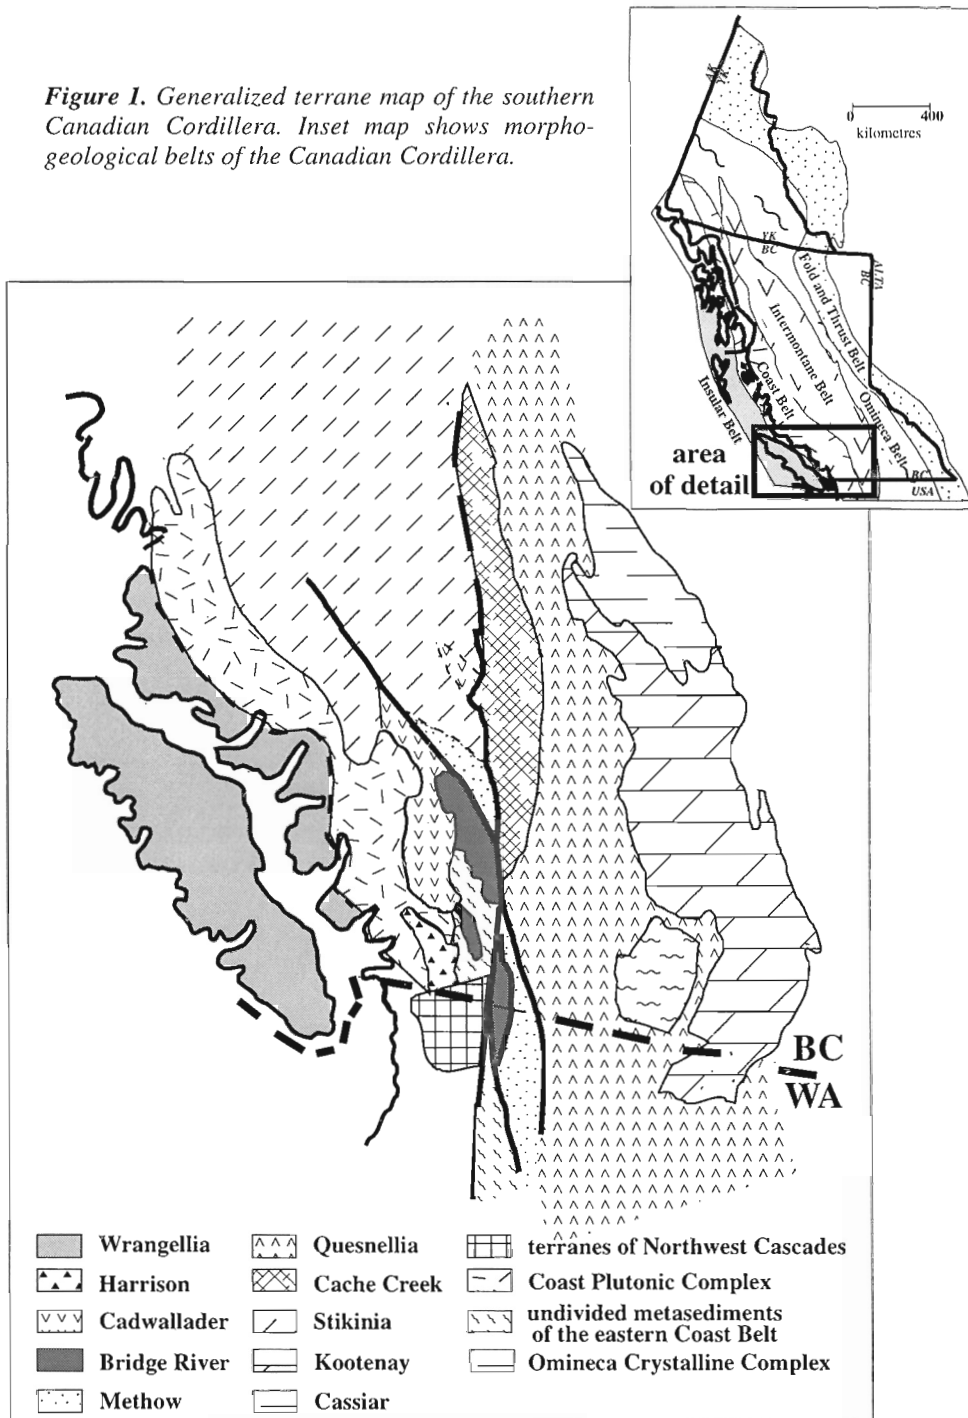 Figure 1. Generalized terrane map of the southern
Canadian Cordillera. Inset map shows morpho-
geological belts of the Canadian Cordillera.
AK
YK
0 400
kilometres
YK
BC
ALTA
BC
Fold and Thrust Belt
Intermontane Belt
Omineca Belt
Coast Belt
Insular Belt
area
of detail
BC
USA
BC
WA
Wrangellia
Harrison
Cadwallader
Bridge River
Methow
Quesnellia
Cache Creek
Stikinia
Kootenay
Cassiar
terranes of Northwest Cascades
Coast Plutonic Complex
undivided metasediments
of the eastern Coast Belt
Omineca Crystalline Complex